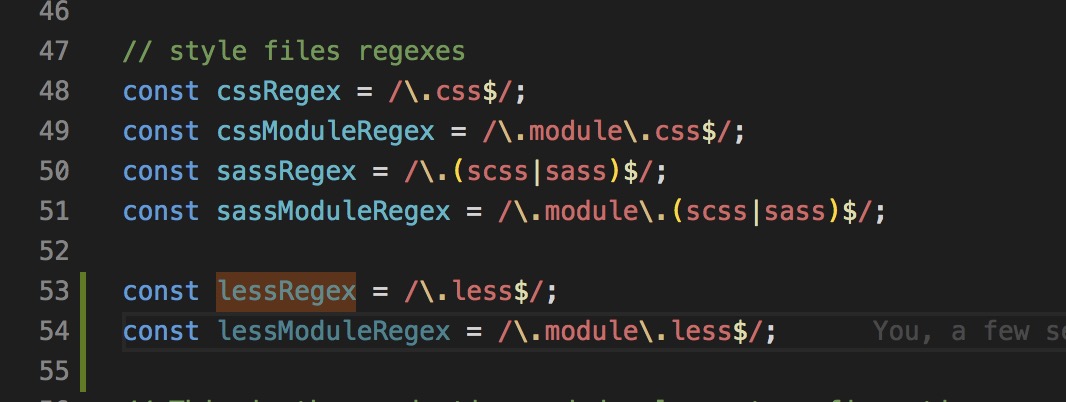 46
47 // style files regexes
48 const cssRegex = /\.css$/;
49 const cssModuleRegex = /\.module\.css$/;
50 const sassRegex = /\.(scss|sass)$/;
51 const sassModuleRegex = /\.module\.(scss|sass)$/;
52
53 const lessRegex = /\.less$/;
54 const lessModuleRegex = /\.module\.less$/; You, a few se
55